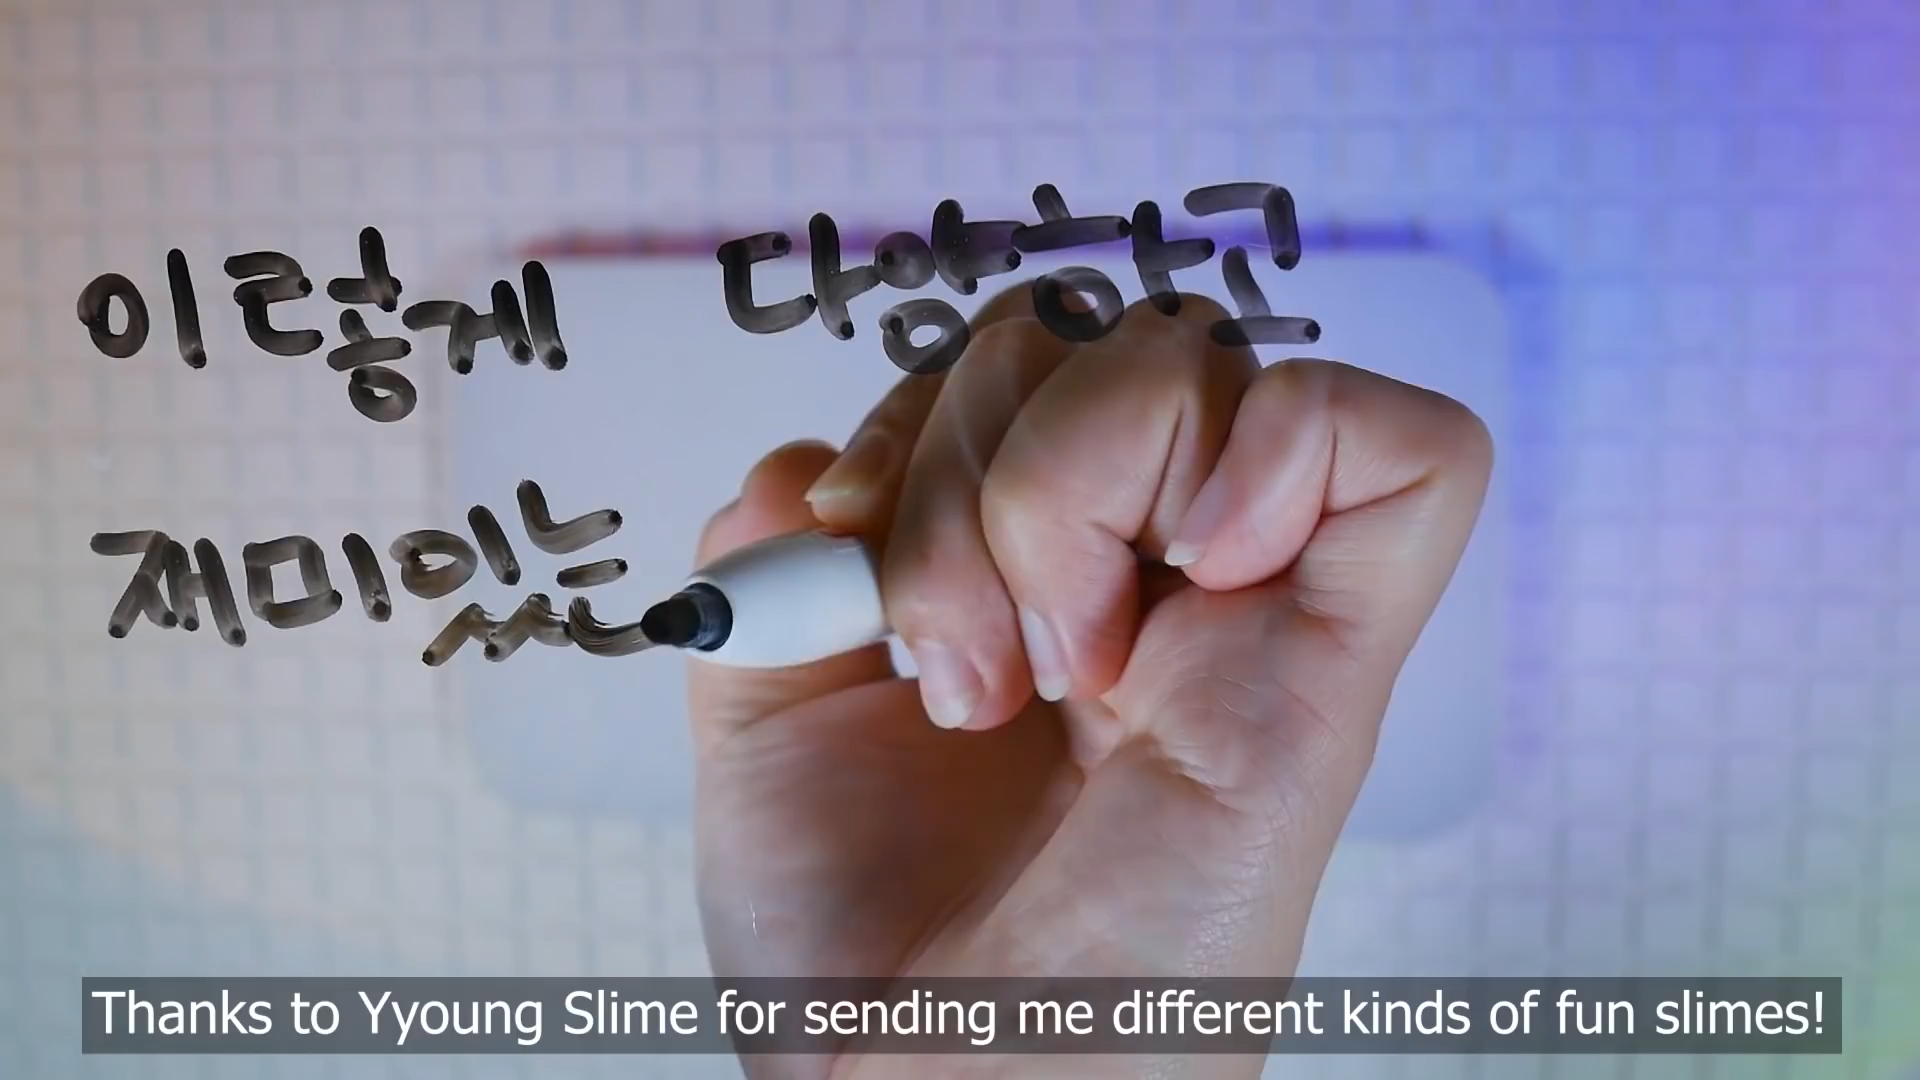 이렇게 다양하고
재미있는
Thanks to Yyoung Slime for sending me different kinds of fun slimes!